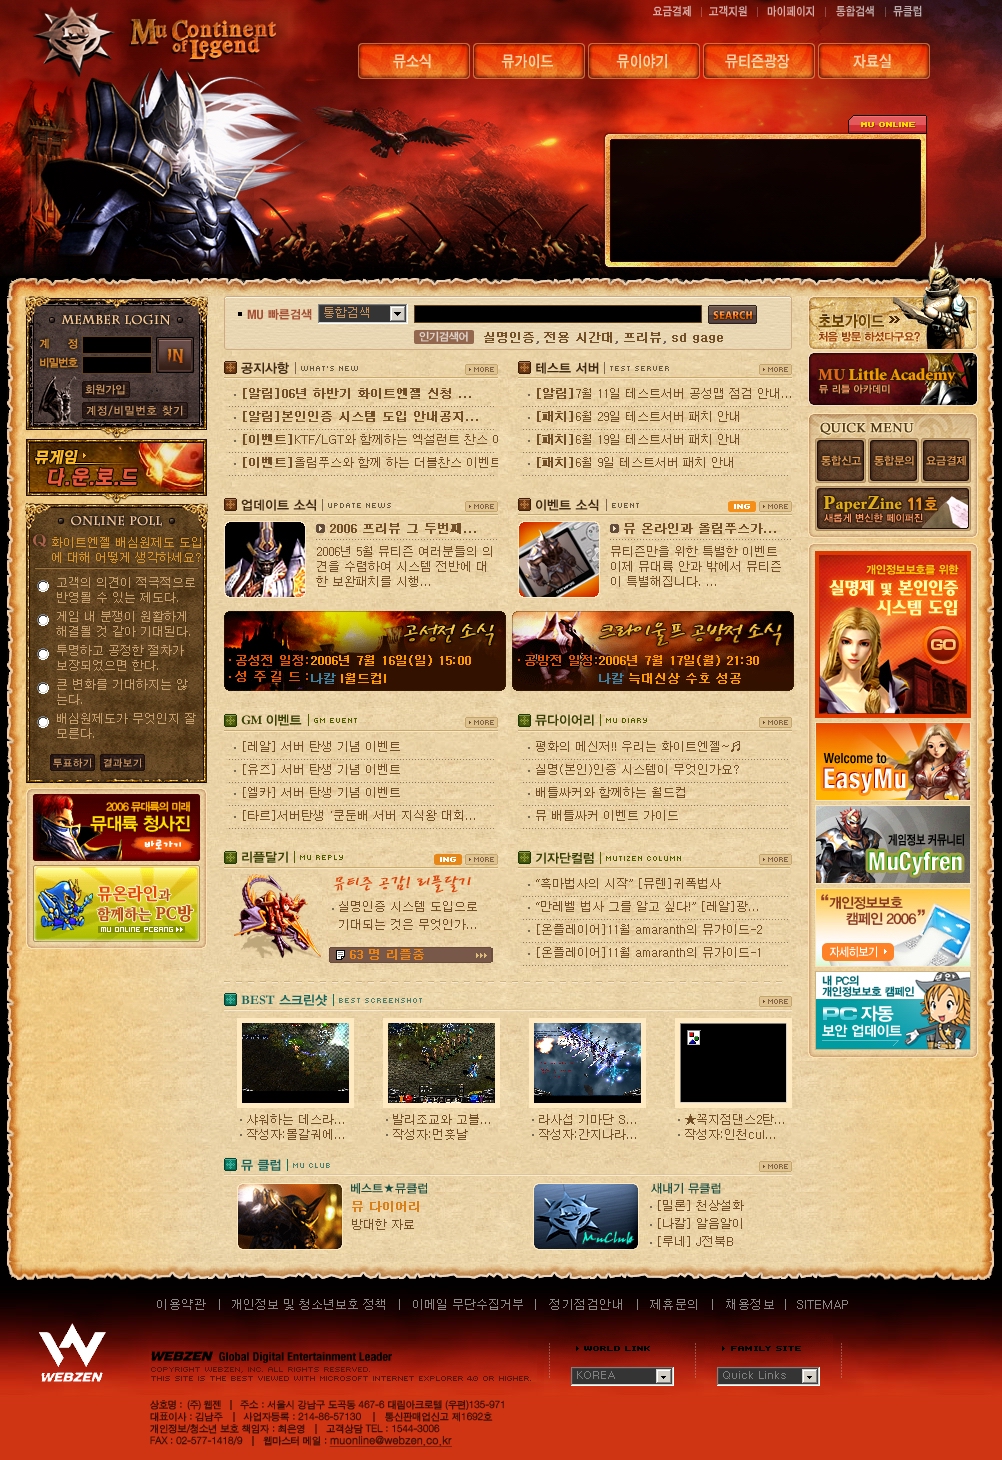 요금결제 | 고객지원 | 마이페이지 | 통합검색 | 뮤클럽
Mu Continent
of Legend
뮤소식 뮤가이드 뮤이야기 뮤티즌광장 자료실
MU ONLINE
MEMBER LOGIN
계 정
비밀번호
IN
회원가입
계정/비밀번호 찾기
뮤게임
다.운.로.드
ONLINE POLL
Q 화이트엔젤 배심원제도 도입
에 대해 어떻게 생각하세요?
고객의 의견이 적극적으로
반영될 수 있는 제도다.
게임 내 분쟁이 원활하게
해결될 것 같아 기대된다.
투명하고 공정한 절차가
보장되었으면 한다.
큰 변화를 기대하지는 않
는다.
배심원제도가 무엇인지 잘
모른다.
투표하기 결과보기
2006 뮤대륙의 미래
뮤대륙 청사진
바로가기
뮤온라인과
함께하는 PC방
MU ONLINE PCBANG
MU 빠른검색 통합검색 SEARCH
인기검색어 실명인증, 전용 시간대, 프리뷰, sd gage
공지사항 | WHAT'S NEW MORE
[알림]06년 하반기 화이트엔젤 신청 ...
[알림]본인인증 시스템 도입 안내공지...
[이벤트]KTF/LGT와 함께하는 엑설런트 찬스 이
[이벤트]올림푸스와 함께 하는 더블찬스 이벤트
테스트 서버 | TEST SERVER MORE
[알림]7월 11일 테스트서버 공성맵 점검 안내...
[패치]6월 29일 테스트서버 패치 안내
[패치]6월 19일 테스트서버 패치 안내
[패치]6월 9일 테스트서버 패치 안내
업데이트 소식 | UPDATE NEWS MORE
2006 프리뷰 그 두번째...
2006년 5월 뮤티즌 여러분들의 의
견을 수렴하여 시스템 전반에 대
한 보완패치를 시행...
이벤트 소식 | EVENT ING MORE
뮤 온라인과 올림푸스가...
뮤티즌만을 위한 특별한 이벤트
이제 뮤대륙 안과 밖에서 뮤티즌
이 특별해집니다. ...
공성전 소식
공성전 일정:2006년 7월 16일(일) 15:00
성 주 길 드 :나칼 I월드컵I
크라이울프 공방전 소식
공방전 일정:2006년 7월 17일(월) 21:30
나칼 늑대신상 수호 성공
GM 이벤트 | GM EVENT MORE
[레알] 서버 탄생 기념 이벤트
[유즈] 서버 탄생 기념 이벤트
[엘카] 서버 탄생 기념 이벤트
[타르]서버탄생 '쿤둔배 서버 지식왕 대회...
뮤다이어리 | MU DIARY MORE
평화의 메신저!! 우리는 화이트엔젤~♬
실명(본인)인증 시스템이 무엇인가요?
배틀싸커와 함께하는 월드컵
뮤 배틀싸커 이벤트 가이드
리플달기 | MU REPLY ING MORE
뮤티즌 공감! 리플달기
실명인증 시스템 도입으로
기대되는 것은 무엇인가...
63 명 리플중
기자단컬럼 | MUTIZEN COLUMN MORE
"흑마법사의 시작" [뮤렌]귀폭법사
"만레벨 법사 그를 알고 싶다!" [레알]광...
[온플레이어]11월 amaranth의 뮤가이드-2
[온플레이어]11월 amaranth의 뮤가이드-1
BEST 스크린샷 | BEST SCREENSHOT MORE
샤워하는 데스라...
작성자:볼갈궈에...
발리조교와 고블...
작성자:먼훗날
라사섭 기마단 S...
작성자:간지나라...
★꼭지점댄스2탄...
작성자:인천cul...
뮤 클럽 | MU CLUB MORE
베스트★뮤클럽
뮤 다이어리
방대한 자료
MuClub
새내기 뮤클럽
[밀론] 천상설화
[나칼] 알음알이
[루네] J전북B
초보가이드
처음 방문 하셨다구요?
MU Little Academy
뮤 리틀 아카데미
QUICK MENU
통합신고 통합문의 요금결제
PaperZine 11호
새롭게 변신한 페이퍼진
개인정보보호를 위한
실명제 및 본인인증
시스템 도입
GO
Welcome to
EasyMu
게임정보 커뮤니티
MuCyfren
"개인정보보호
캠페인 2006"
자세히보기
내 PC의
개인정보보호 캠페인
PC 자동
보안 업데이트
이용약관 | 개인정보 및 청소년보호 정책 | 이메일 무단수집거부 | 정기점검안내 | 제휴문의 | 채용정보 | SITEMAP
WEBZEN
WEBZEN Global Digital Entertainment Leader
COPYRIGHT WEBZEN, INC. ALL RIGHTS RESERVED.
THIS SITE IS THE BEST VIEWED WITH MICROSOFT INTERNET EXPLORER 4.0 OR HIGHER.
WORLD LINK
KOREA
FAMILY SITE
Quick Links
상호명 : (주) 웹젠 | 주소 : 서울시 강남구 도곡동 467-6 대림아크로텔 (우편)135-971
대표이사 : 김남주 | 사업자등록 : 214-86-57130 | 통신판매업신고 제1692호
개인정보/청소년 보호 책임자 : 최은영 | 고객상담 TEL : 1544-3006
FAX : 02-577-1418/9 | 웹마스터 메일 : muonline@webzen.co.kr